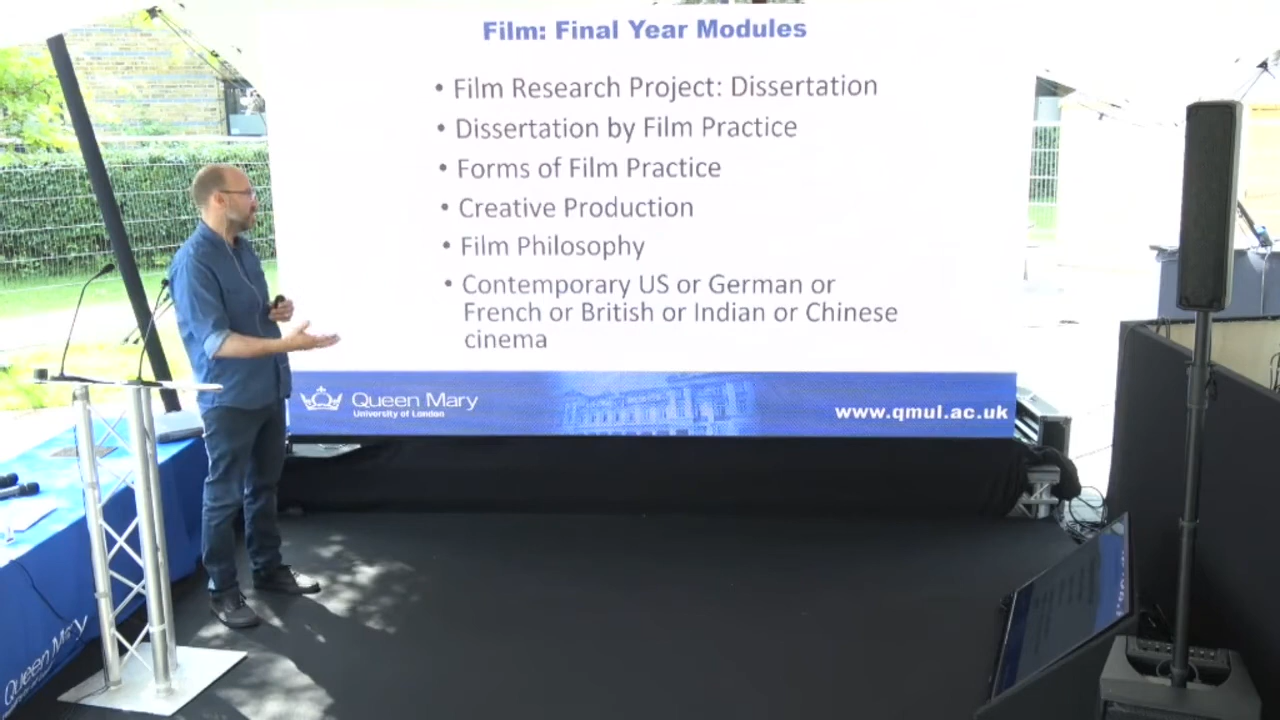 Film: Final Year Modules
• Film Research Project: Dissertation
• Dissertation by Film Practice
• Forms of Film Practice
• Creative Production
• Film Philosophy
• Contemporary US or German or
French or British or Indian or Chinese
cinema
Queen Mary
University of London
www.qmul.ac.uk
Queen Mary